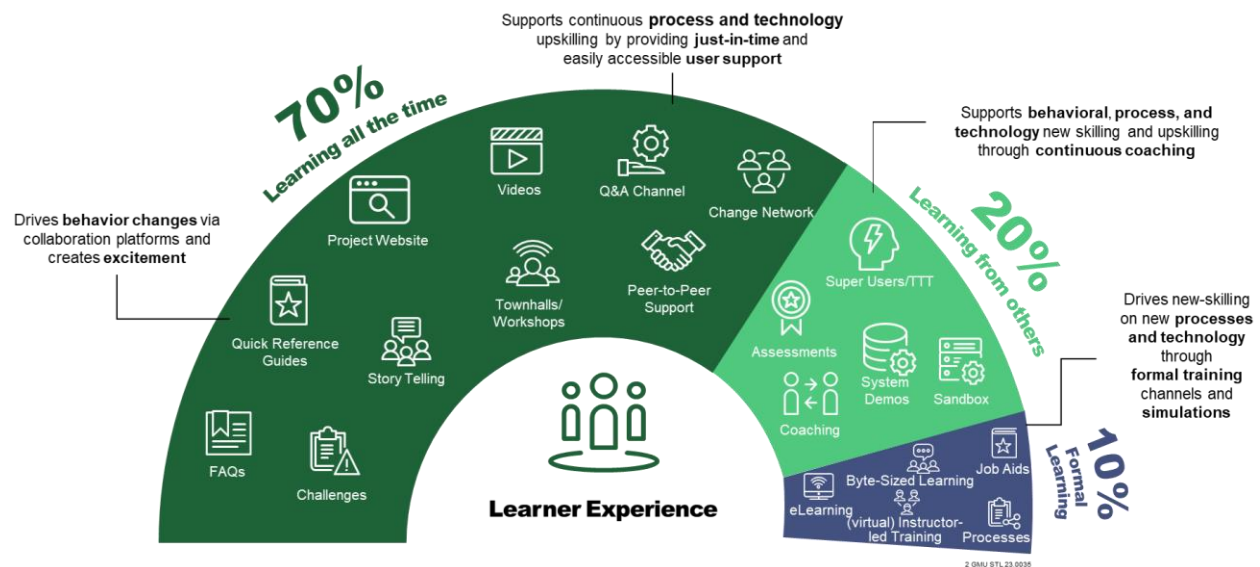 Supports continuous process and technology
upskilling by providing just-in-time and
easily accessible user support
70%
Learning all the time
Supports behavioral, process, and
technology new skilling and upskilling
through continuous coaching
20%
Learning from others
Drives behavior changes via
collaboration platforms and
creates excitement
Drives new-skilling
on new processes
and technology
through
formal training
channels and
simulations
10%
Formal
Learning
Videos
Q&A Channel
Change Network
Project Website
Townhalls/
Workshops
Peer-to-Peer
Support
Quick Reference
Guides
Story Telling
FAQs
Challenges
Super Users/TTT
Assessments
System
Demos
Sandbox
Coaching
Job Aids
Byte-Sized Learning
eLearning
(virtual) Instructor-
led Training
Processes
Learner Experience
2 GMU STL 23.0035